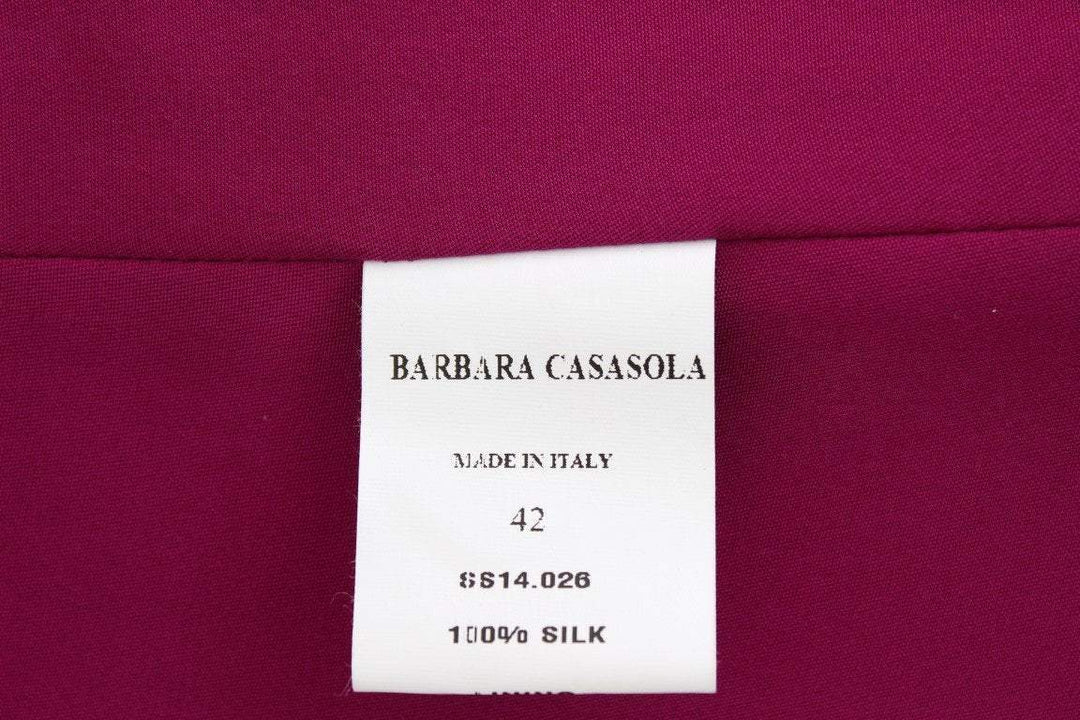 BARBARA CASASOLA
MADE IN ITALY
42
SS14.026
100% SILK